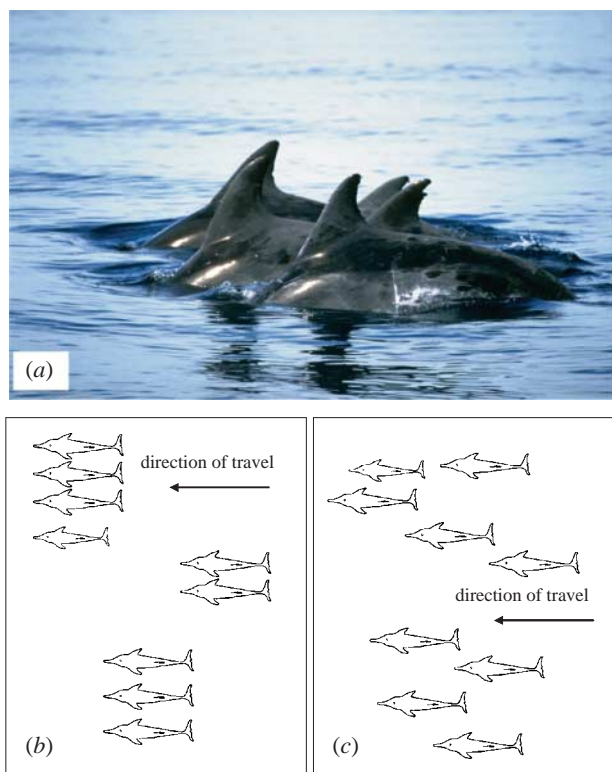 (a)
direction of travel
(b)
direction of travel
(c)